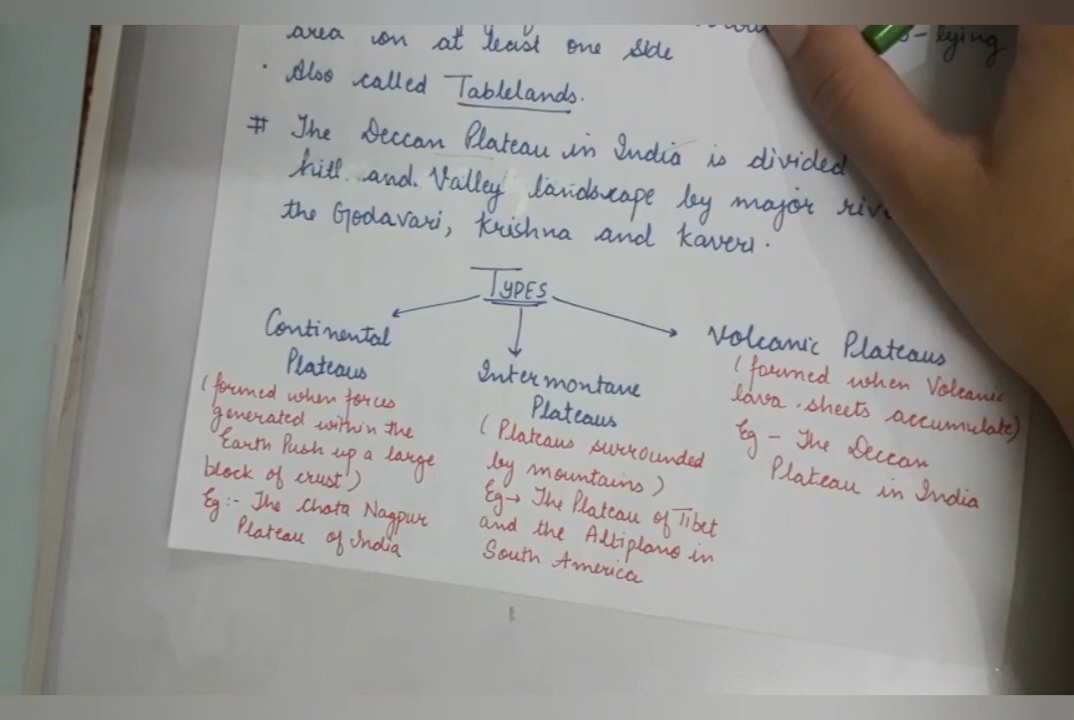 area on at least one side
lying
· Also called Tablelands.
# The Deccan Plateau in India is divided
hill and Valley landscape by major
the Godavari, Krishna and Kaveri.
TYPES
Continental
Plateaus
(formed when forces
generated within the
Earth Push up a large
block of crust)
Eg:- The Chota Nagpur
Plateau of India
Intermontane
Plateaus
(Plateaus surrounded
by mountains)
Eg→ The Plateau of Tibet
and the Altiplano in
South America
Volcanic Plateaus
(formed when Volcanic
lava sheets accumulate)
Eg - The Deccan
Plateau in India